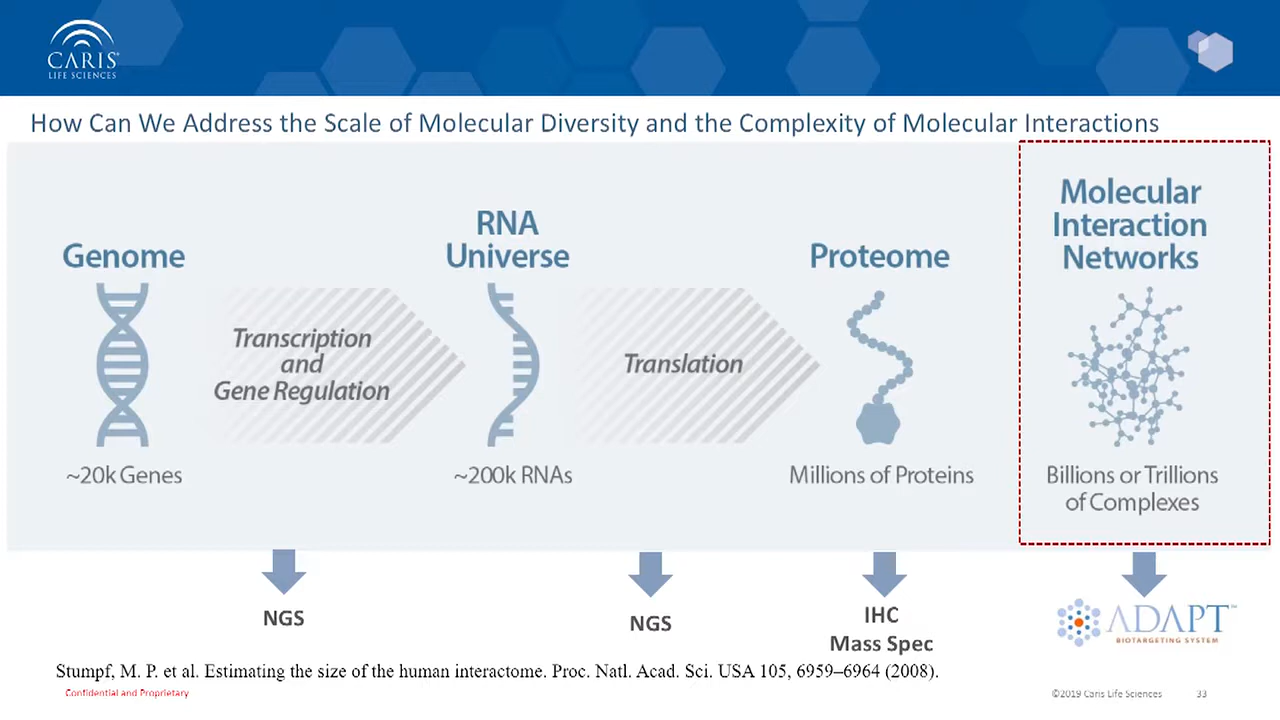 CARIS
LIFE SCIENCES
How Can We Address the Scale of Molecular Diversity and the Complexity of Molecular Interactions
Genome
Transcription
and
Gene Regulation
~20k Genes
RNA
Universe
~200k RNAs
Translation
Proteome
Millions of Proteins
Molecular
Interaction
Networks
Billions or Trillions
of Complexes
NGS
NGS
IHC
Mass Spec
ADAPT™
BIOTARGETING SYSTEM
Stumpf, M. P. et al. Estimating the size of the human interactome. Proc. Natl. Acad. Sci. USA 105, 6959–6964 (2008).
Confidential and Proprietary
©2019 Caris Life Sciences
33